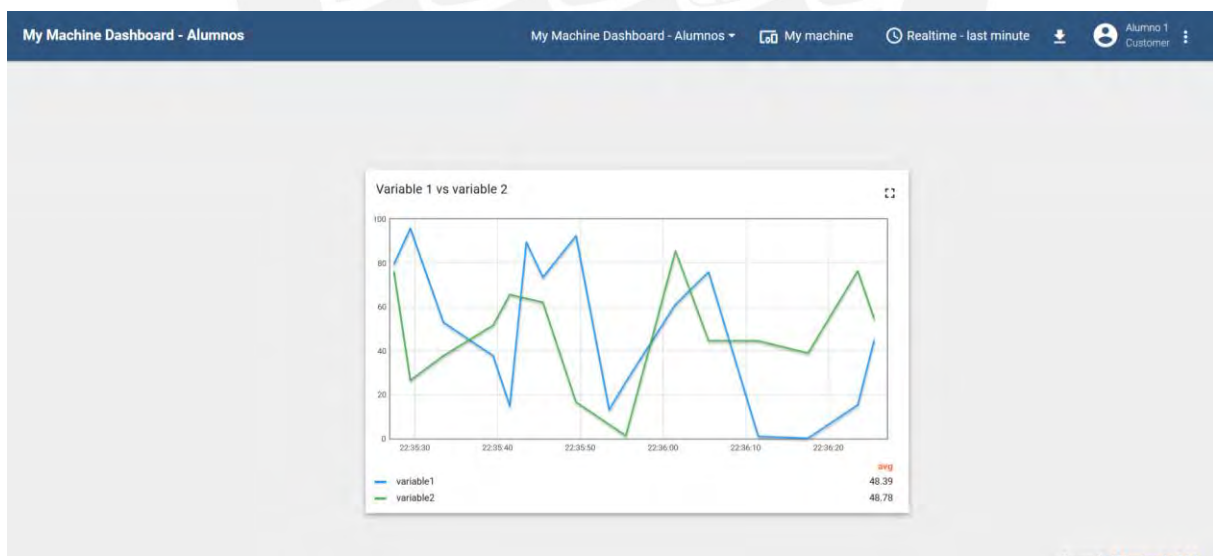 My Machine Dashboard - Alumnos
My Machine Dashboard - Alumnos
My machine
Realtime - last minute
Alumno 1
Customer
Variable 1 vs variable 2
100
80
60
40
20
0
22:35:30 22:35:40 22:35:50 22:36:00 22:36:10 22:36:20
avg
variable1 48.39
variable2 48.78